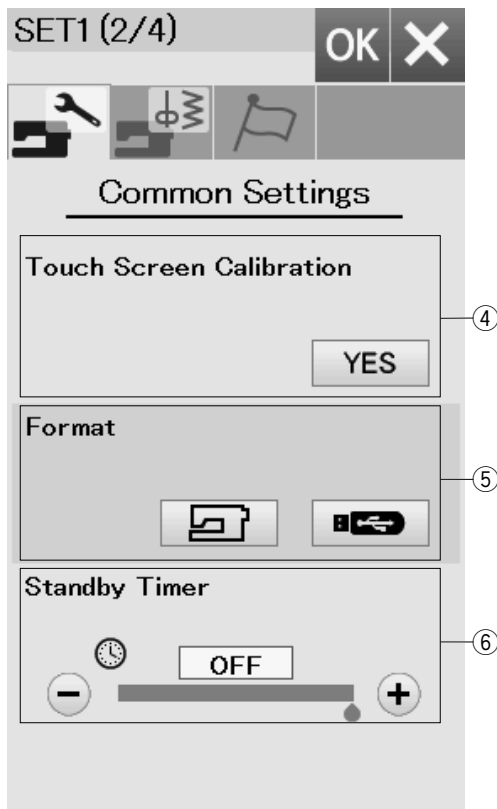 SET1 (2/4)
OK
Common Settings
Touch Screen Calibration
④
YES
Format
⑤
Standby Timer
⑥
OFF